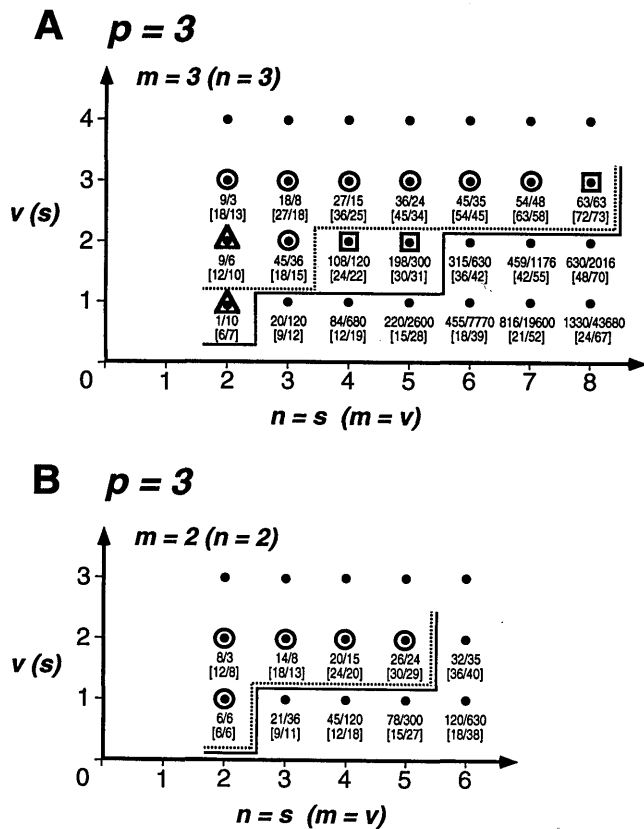 A p = 3
m = 3 (n = 3)
4
3
9/3 18/8 27/15 36/24 45/35 54/48 63/63
[18/13] [27/18] [36/25] [45/34] [54/45] [63/58] [72/73]
v (s)
2
9/6 45/36 108/120 198/300 315/630 459/1176 630/2016
[12/10] [18/15] [24/22] [30/31] [36/42] [42/55] [48/70]
1
1/10 20/120 84/680 220/2600 455/7770 816/19600 1330/43680
[6/7] [9/12] [12/19] [15/28] [18/39] [21/52] [24/67]
0 1 2 3 4 5 6 7 8
n = s (m = v)
B p = 3
m = 2 (n = 2)
3
2
8/3 14/8 20/15 26/24 32/35
[12/8] [18/13] [24/20] [30/29] [36/40]
v (s)
1
6/6 21/36 45/120 78/300 120/630
[6/6] [9/11] [12/18] [15/27] [18/38]
0 1 2 3 4 5 6
n = s (m = v)